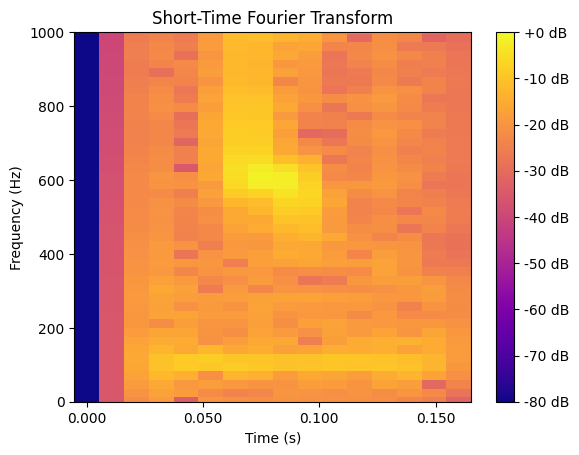 Short-Time Fourier Transform
1000
800
600
400
200
0
Frequency (Hz)
0.000
0.050
0.100
0.150
Time (s)
+0 dB
-10 dB
-20 dB
-30 dB
-40 dB
-50 dB
-60 dB
-70 dB
-80 dB